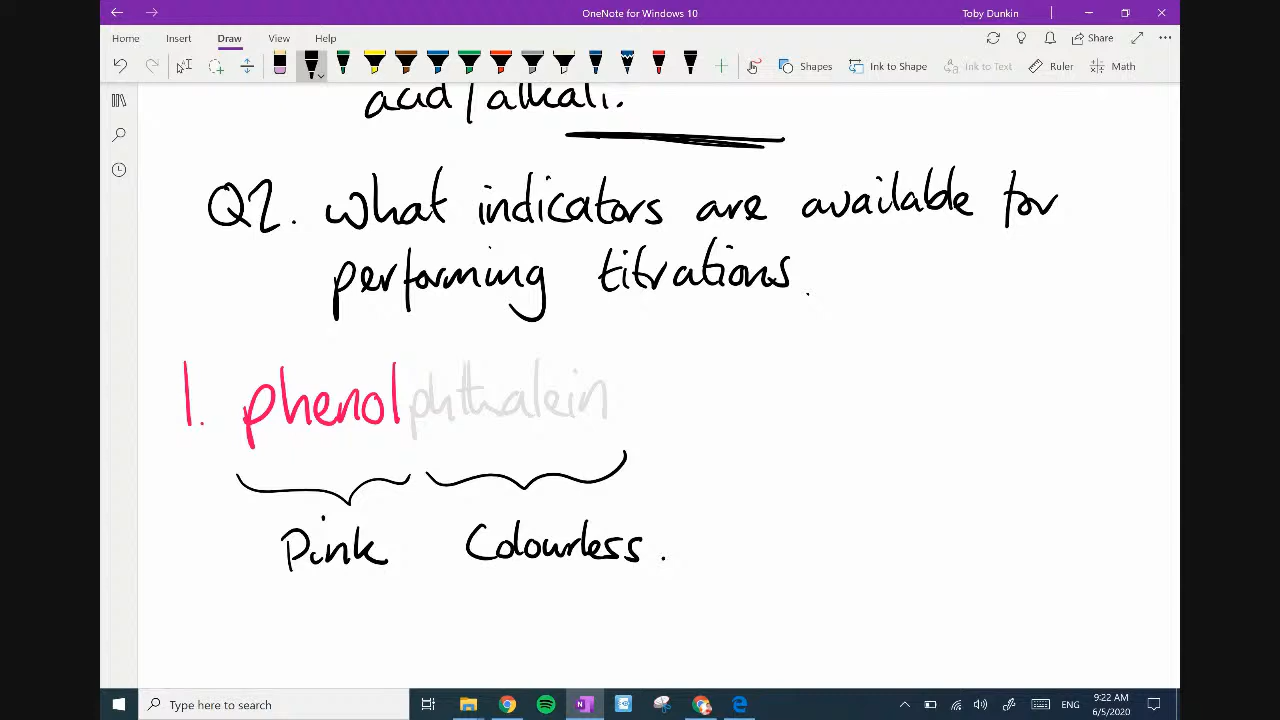 OneNote for Windows 10
Toby Dunkin
Home Insert Draw View Help
Share
Shapes Ink to Shape Ink to Text Ruler Math
acid/alkali.
Q2. what indicators are available for
performing titrations.
1. phenolphthalein
Pink Colourless.
Type here to search
ENG
9:22 AM
6/5/2020